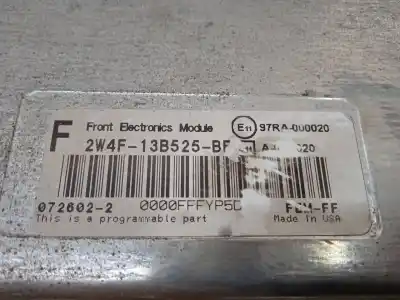 F Front Electronics Module E11 97RA-000020
2W4F-13B525-BF
072602-2 0000FFFYP5D FEM-FF
This is a programmable part Made in USA